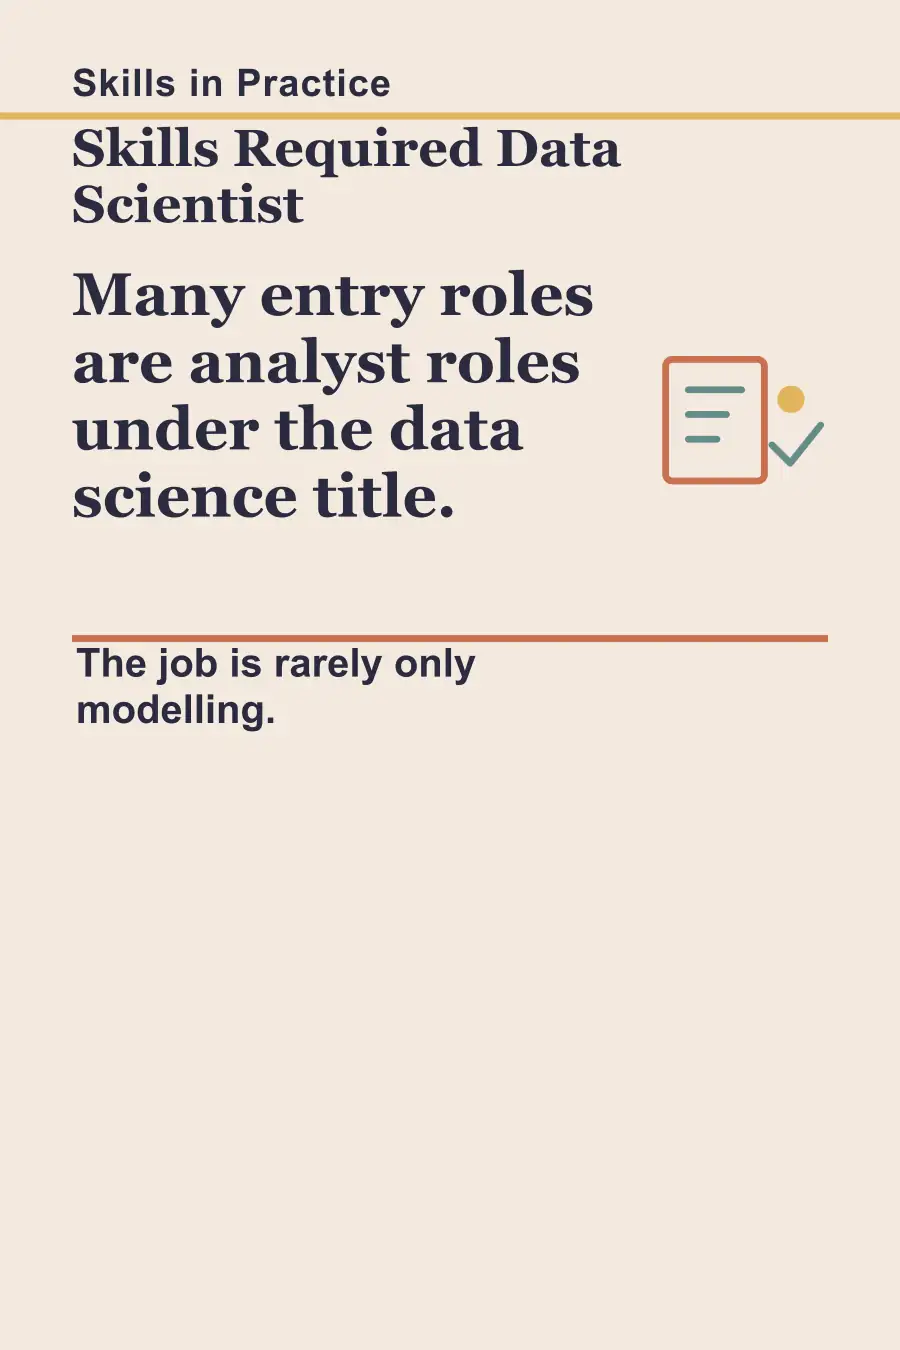 Skills in Practice
Skills Required Data
Scientist
Many entry roles
are analyst roles
under the data
science title.
The job is rarely only
modelling.